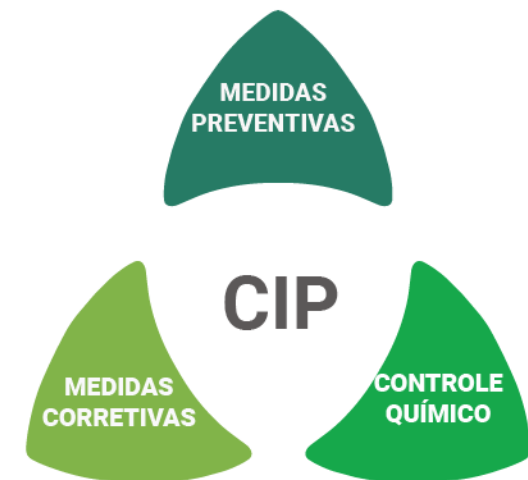 MEDIDAS
PREVENTIVAS
CIP
MEDIDAS
CORRETIVAS
CONTROLE
QUÍMICO